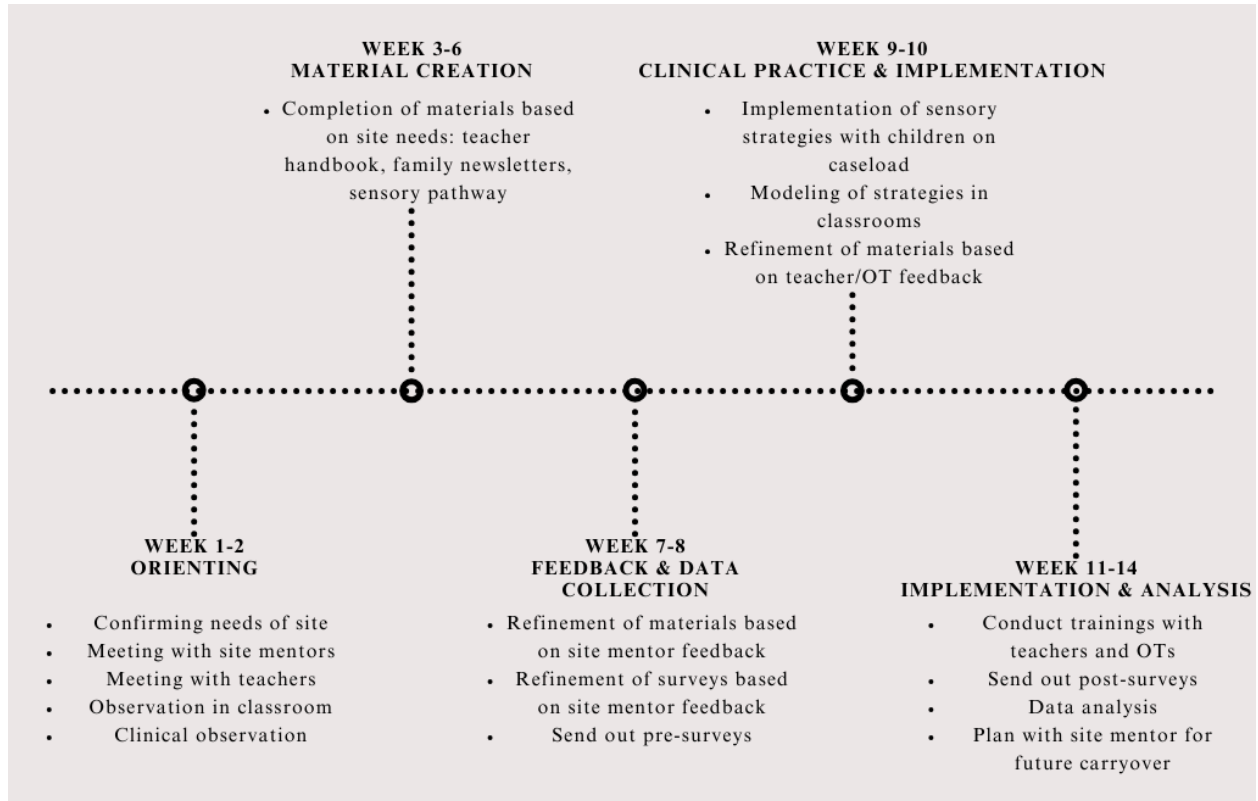 WEEK 3-6
MATERIAL CREATION
• Completion of materials based
on site needs: teacher
handbook, family newsletters,
sensory pathway
WEEK 9-10
CLINICAL PRACTICE & IMPLEMENTATION
• Implementation of sensory
strategies with children on
caseload
• Modeling of strategies in
classrooms
• Refinement of materials based
on teacher/OT feedback
WEEK 1-2
ORIENTING
• Confirming needs of site
• Meeting with site mentors
• Meeting with teachers
• Observation in classroom
• Clinical observation
WEEK 7-8
FEEDBACK & DATA
COLLECTION
• Refinement of materials based
on site mentor feedback
• Refinement of surveys based
on site mentor feedback
• Send out pre-surveys
WEEK 11-14
IMPLEMENTATION & ANALYSIS
• Conduct trainings with
teachers and OTs
• Send out post-surveys
• Data analysis
• Plan with site mentor for
future carryover